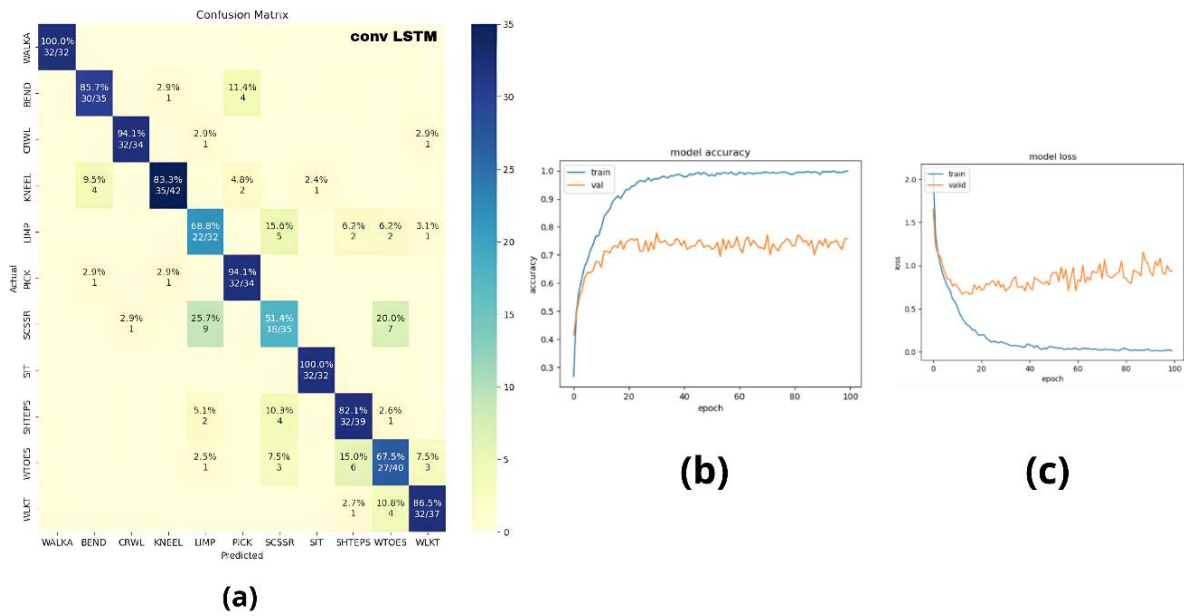 Confusion Matrix
conv LSTM
Actual
WALKA
100.0%
32/32
BEND
85.7% 2.9% 11.4%
30/35 1 4
CRWL
94.1% 2.9% 2.9%
32/34 1 1
KNEEL
9.5% 83.3% 4.8% 2.4%
4 35/42 2 1
LIMP
68.8% 15.6% 6.2% 6.2% 3.1%
22/32 5 2 2 1
PICK
2.9% 2.9% 94.1%
1 1 32/34
SCSSR
2.9% 25.7% 51.4% 20.0%
1 9 18/35 7
SIT
100.0%
32/32
SHTEPS
5.1% 10.3% 82.1% 2.6%
2 4 32/39 1
WTOES
2.5% 7.5% 15.0% 67.5% 7.5%
1 3 6 27/40 3
WLKT
2.7% 10.8% 86.5%
1 4 32/37
WALKA BEND CRWL KNEEL LIMP PICK SCSSR SIT SHTEPS WTOES WLKT
Predicted
35
30
25
20
15
10
5
0
(a)
model accuracy
train
val
accuracy
1.0
0.9
0.8
0.7
0.6
0.5
0.4
0.3
0 20 40 60 80 100
epoch
(b)
model loss
train
valid
loss
2.0
1.5
1.0
0.5
0.0
0 20 40 60 80 100
epoch
(c)